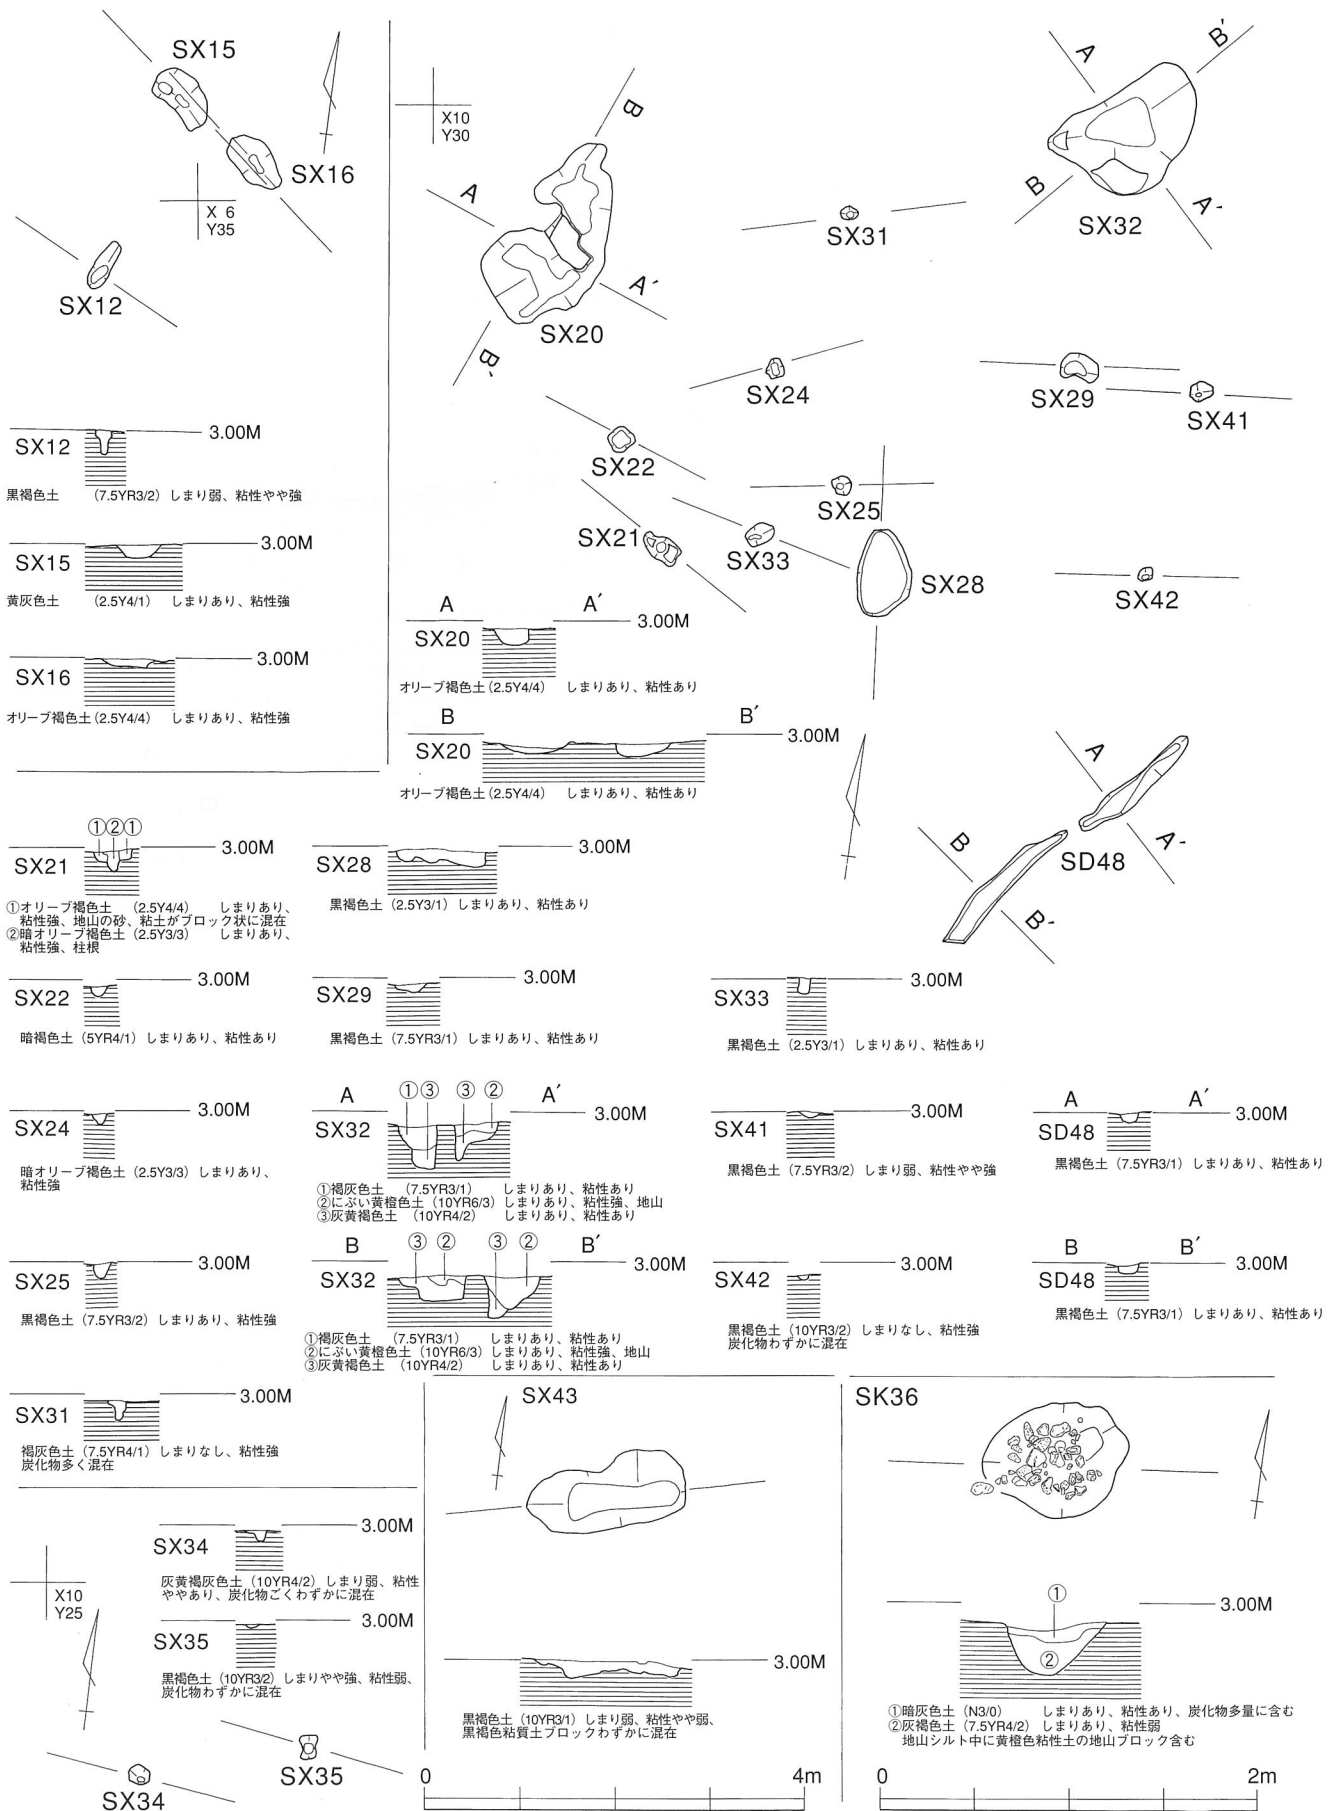 SX15
SX16
X 6
Y35
SX12
SX12
3.00M
黒褐色土 (7.5YR3/2) しまり弱、粘性やや強
SX15
3.00M
黄灰色土 (2.5Y4/1) しまりあり、粘性強
SX16
3.00M
オリーブ褐色土(2.5Y4/4) しまりあり、粘性強
X10
Y30
B
A
A′
B′
SX20
SX31
A
B′
B
A′
SX32
SX24
SX29
SX41
SX22
SX25
SX21
SX33
SX28
SX42
A A′
SX20
3.00M
オリーブ褐色土(2.5Y4/4) しまりあり、粘性あり
B B′
SX20
3.00M
オリーブ褐色土(2.5Y4/4) しまりあり、粘性あり
A
A′
B
B′
SD48
①②①
SX21
3.00M
①オリーブ褐色土 (2.5Y4/4) しまりあり、
粘性強、地山の砂、粘土がブロック状に混在
②暗オリーブ褐色土(2.5Y3/3) しまりあり、
粘性強、柱根
SX28
3.00M
黒褐色土(2.5Y3/1)しまりあり、粘性あり
SX22
3.00M
暗褐色土(5YR4/1)しまりあり、粘性あり
SX29
3.00M
黒褐色土(7.5YR3/1)しまりあり、粘性あり
SX33
3.00M
黒褐色土(2.5Y3/1)しまりあり、粘性あり
SX24
3.00M
暗オリーブ褐色土(2.5Y3/3)しまりあり、
粘性強
A ①③ ③② A′
SX32
3.00M
①褐灰色土 (7.5YR3/1) しまりあり、粘性あり
②にぶい黄橙色土(10YR6/3)しまりあり、粘性強、地山
③灰黄褐色土 (10YR4/2) しまりあり、粘性あり
SX41
3.00M
黒褐色土(7.5YR3/2)しまり弱、粘性やや強
A A′
SD48
3.00M
黒褐色土(7.5YR3/1)しまりあり、粘性あり
SX25
3.00M
黒褐色土(7.5YR3/2)しまりあり、粘性強
B ③② ③② B′
SX32
3.00M
①褐灰色土 (7.5YR3/1) しまりあり、粘性あり
②にぶい黄橙色土(10YR6/3)しまりあり、粘性強、地山
③灰黄褐色土 (10YR4/2) しまりあり、粘性あり
SX42
3.00M
黒褐色土(10YR3/2)しまりなし、粘性強
炭化物わずかに混在
B B′
SD48
3.00M
黒褐色土(7.5YR3/1)しまりあり、粘性あり
SX31
3.00M
褐灰色土(7.5YR4/1)しまりなし、粘性強
炭化物多く混在
SX34
3.00M
灰黄褐灰色土(10YR4/2)しまり弱、粘性
ややあり、炭化物ごくわずかに混在
X10
Y25
SX35
3.00M
黒褐色土(10YR3/2)しまりやや強、粘性弱、
炭化物わずかに混在
SX35
SX34
SX43
3.00M
黒褐色土(10YR3/1)しまり弱、粘性やや弱、
黒褐色粘質土ブロックわずかに混在
0 4m
SK36
①
3.00M
②
①暗灰色土(N3/0) しまりあり、粘性あり、炭化物多量に含む
②灰褐色土(7.5YR4/2)しまりあり、粘性弱
地山シルト中に黄橙色粘性土の地山ブロック含む
0 2m